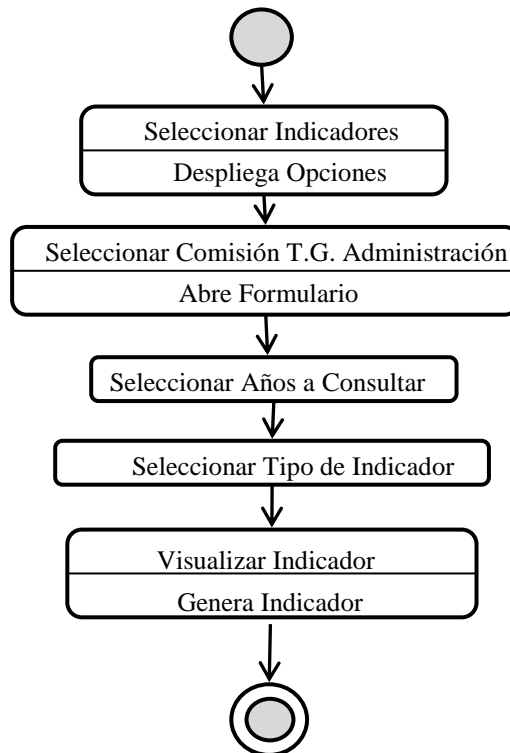 Seleccionar Indicadores
Despliega Opciones
Seleccionar Comisión T.G. Administración
Abre Formulario
Seleccionar Años a Consultar
Seleccionar Tipo de Indicador
Visualizar Indicador
Genera Indicador